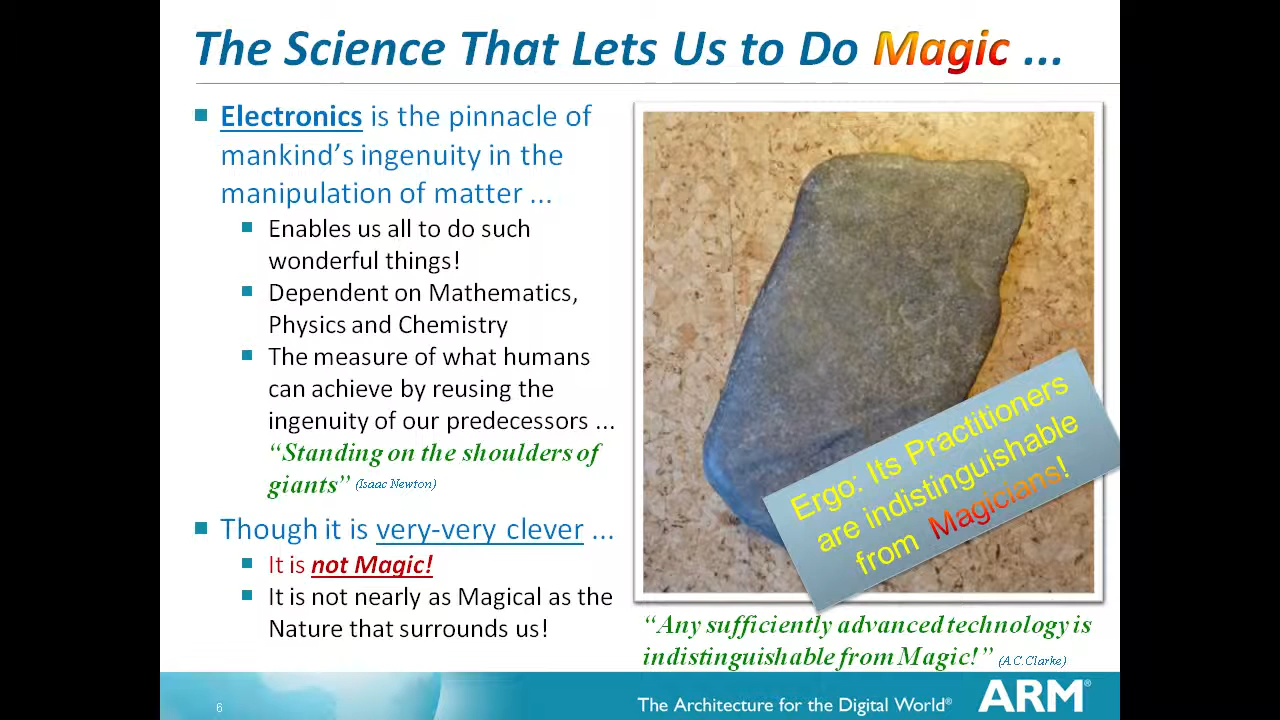 The Science That Lets Us to Do Magic ...
Electronics is the pinnacle of
mankind's ingenuity in the
manipulation of matter ...
Enables us all to do such
wonderful things!
Dependent on Mathematics,
Physics and Chemistry
The measure of what humans
can achieve by reusing the
ingenuity of our predecessors ...
“Standing on the shoulders of
giants” (Isaac Newton)
Though it is very-very clever ...
It is not Magic!
It is not nearly as Magical as the
Nature that surrounds us!
Ergo: Its Practitioners
are indistinguishable
from Magicians!
“Any sufficiently advanced technology is
indistinguishable from Magic!” (A.C.Clarke)
6
The Architecture for the Digital World®
ARM®